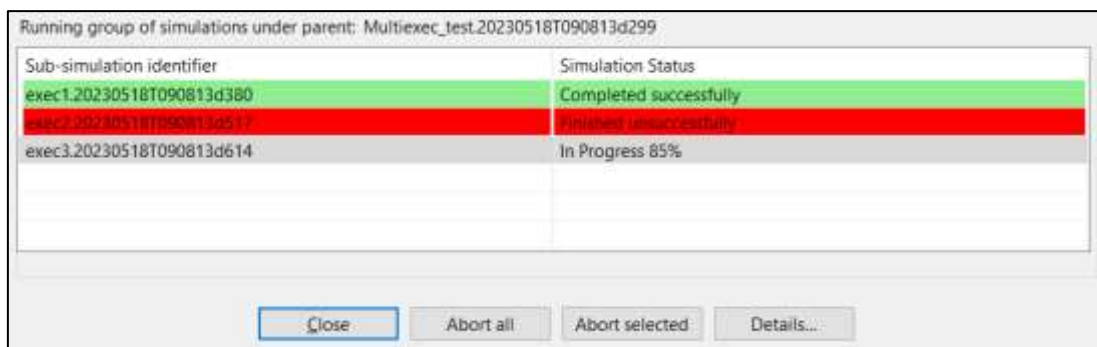 Running group of simulations under parent: Multiexec_test.20230518T090813d299
Sub-simulation identifier Simulation Status
exec1.20230518T090813d380 Completed successfully
exec2.20230518T090813d517 Finished unsuccessfully
exec3.20230518T090813d614 In Progress 85%
Close Abort all Abort selected Details...